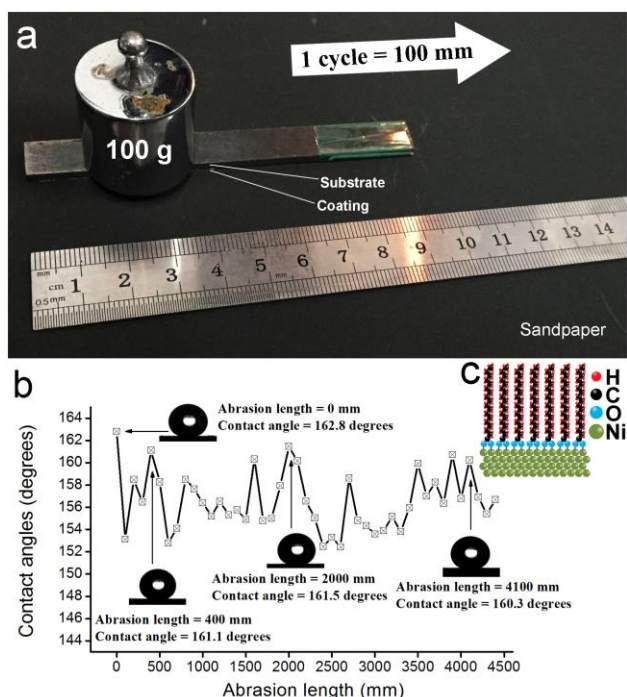 a
1 cycle = 100 mm
100 g
Substrate
Coating
mm
cm 1 2 3 4 5 6 7 8 9 10 11 12 13 14
0.5mm
mm
Sandpaper
b
c
H
C
O
Ni
Contact angles (degrees)
164
162
160
158
156
154
152
150
148
146
144
Abrasion length = 0 mm
Contact angle = 162.8 degrees
Abrasion length = 2000 mm
Contact angle = 161.5 degrees
Abrasion length = 4100 mm
Contact angle = 160.3 degrees
Abrasion length = 400 mm
Contact angle = 161.1 degrees
0 500 1000 1500 2000 2500 3000 3500 4000 4500
Abrasion length (mm)